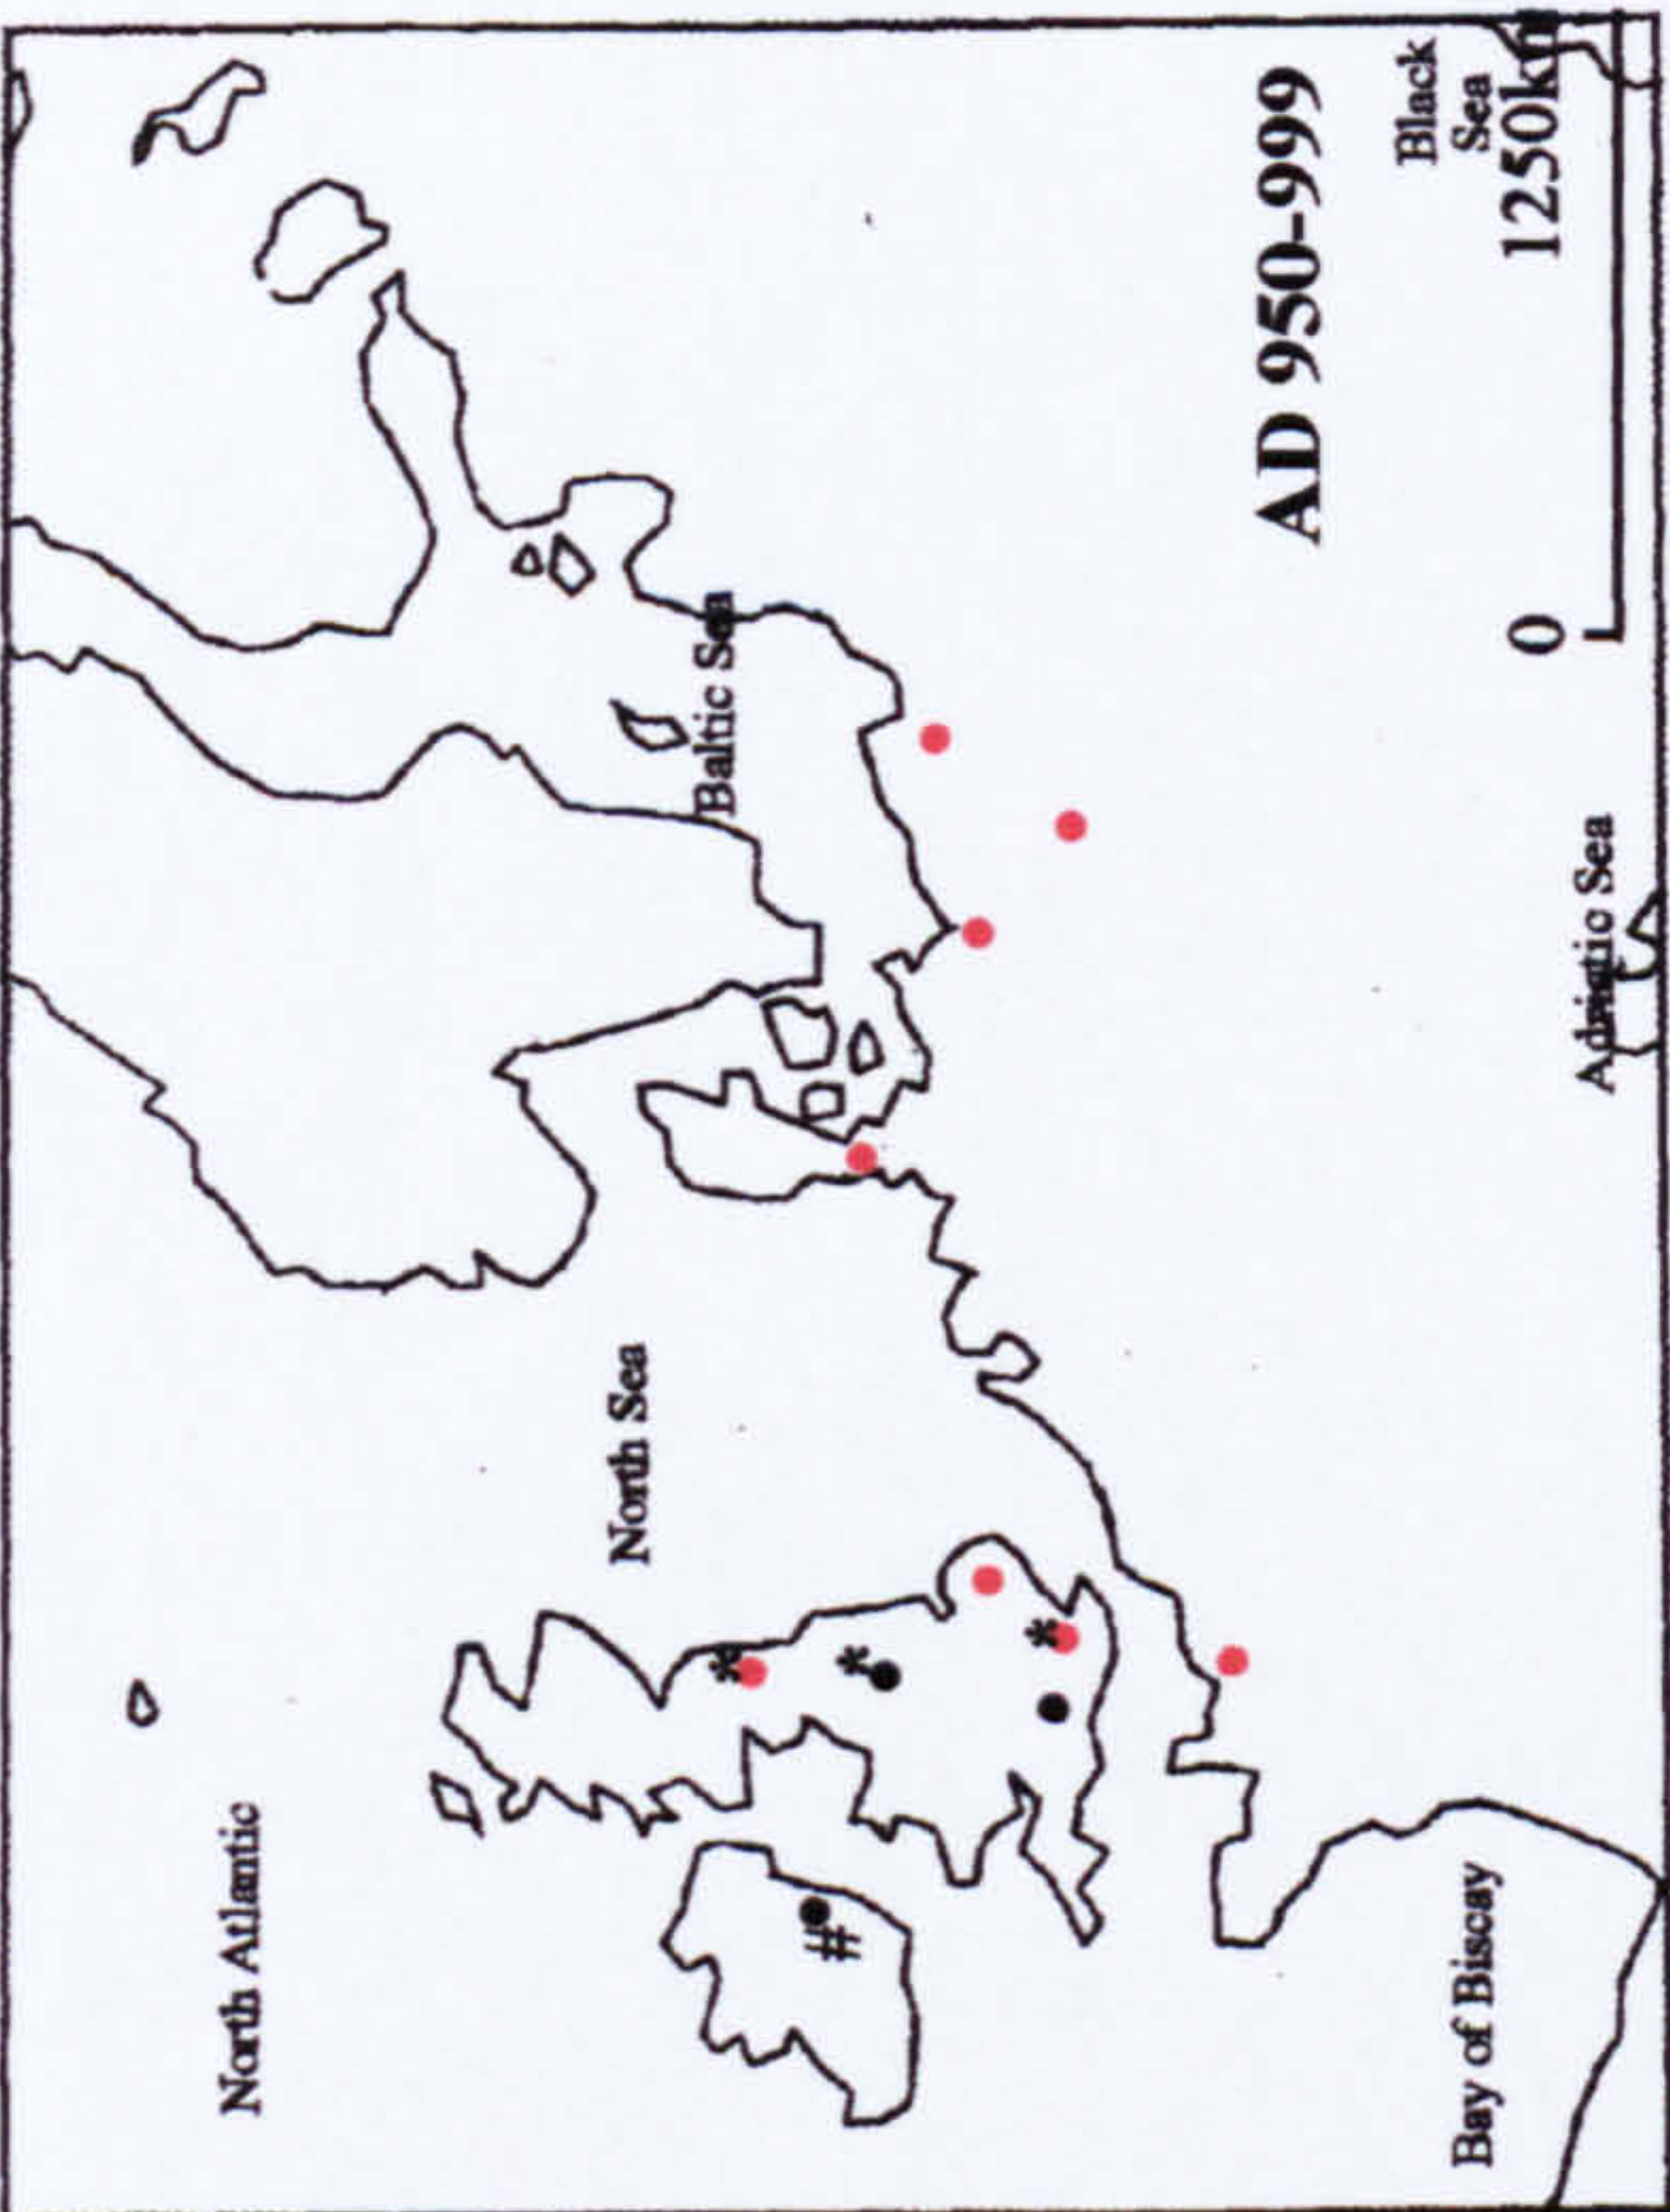 North Atlantic
North Sea
Baltic Sea
*
*
*
#
AD 950-999
Bay of Biscay
Adriatic Sea
Black
Sea
0
1250km